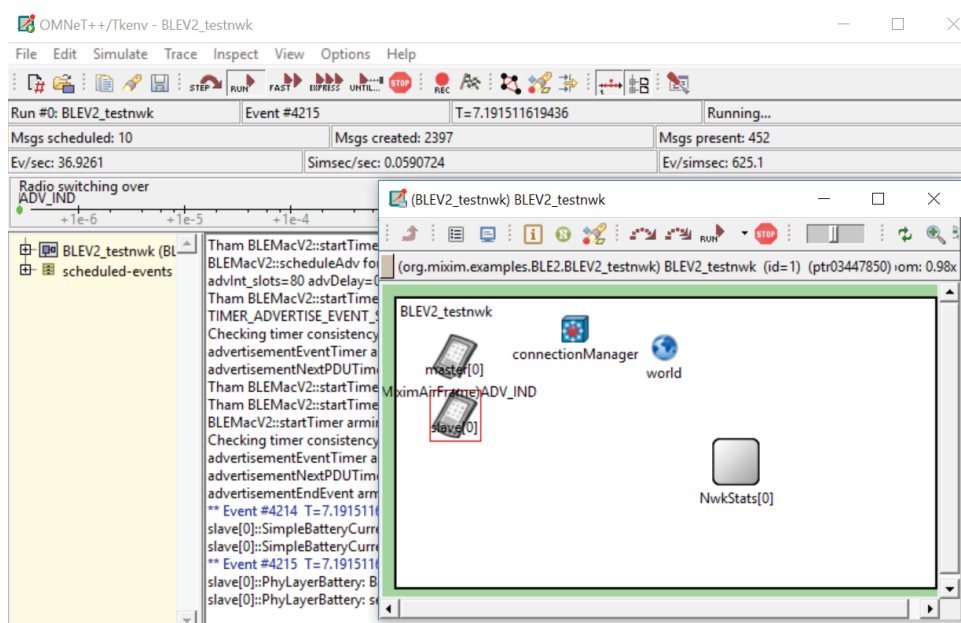 OMNeT++/Tkenv - BLEV2_testnwk
File Edit Simulate Trace Inspect View Options Help
STEP RUN FAST EXPRESS UNTIL... STOP REC
Run #0: BLEV2_testnwk Event #4215 T=7.191511619436 Running...
Msgs scheduled: 10 Msgs created: 2397 Msgs present: 452
Ev/sec: 36.9261 Simsec/sec: 0.0590724 Ev/simsec: 625.1
Radio switching over
ADV_IND
+1e-6 +1e-5 +1e-4
BLEV2_testnwk (BL
scheduled-events
Tham BLEMacV2::startTime
BLEMacV2::scheduleAdv fo
advInt_slots=80 advDelay=0
Tham BLEMacV2::startTime
TIMER_ADVERTISE_EVENT_S
Checking timer consistency
advertisementEventTimer a
advertisementNextPDUTime
Tham BLEMacV2::startTime
Tham BLEMacV2::startTime
BLEMacV2::startTimer armin
Checking timer consistency
advertisementEventTimer a
advertisementNextPDUTim
advertisementEndEvent arm
** Event #4214 T=7.1915116
slave[0]::SimpleBatteryCurre
slave[0]::SimpleBatteryCurre
** Event #4215 T=7.1915116
slave[0]::PhyLayerBattery: B
slave[0]::PhyLayerBattery: se
(BLEV2_testnwk) BLEV2_testnwk
RUN STOP
(org.mixim.examples.BLE2.BLEV2_testnwk) BLEV2_testnwk (id=1) (ptr03447850) oom: 0.98x
BLEV2_testnwk
connectionManager
master[0]
world
MiximAirFrame)ADV_IND
slave[0]
NwkStats[0]